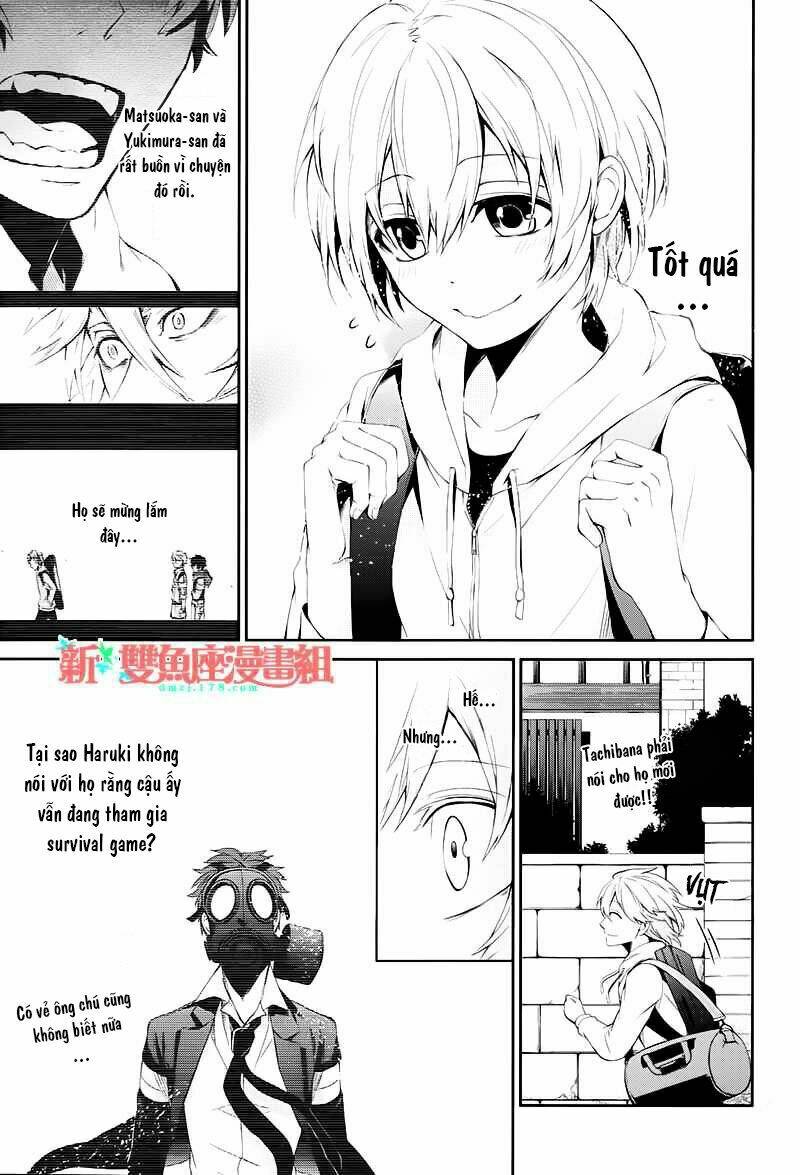 Tốt quá
...
Matsuoka-san và
Yukimura-san đã
rất buồn vì chuyện
đó rồi.
Họ sẽ mừng lắm
đây...
新 雙魚座漫畫組
dmzj.178.com
Tachibana phải
nói cho họ mới
được!!
VỤT
Hể...
Nhưng...
Tại sao Haruki không
nói với họ rằng cậu ấy
vẫn đang tham gia
survival game?
Có vẻ ông chú cũng
không biết nữa
...